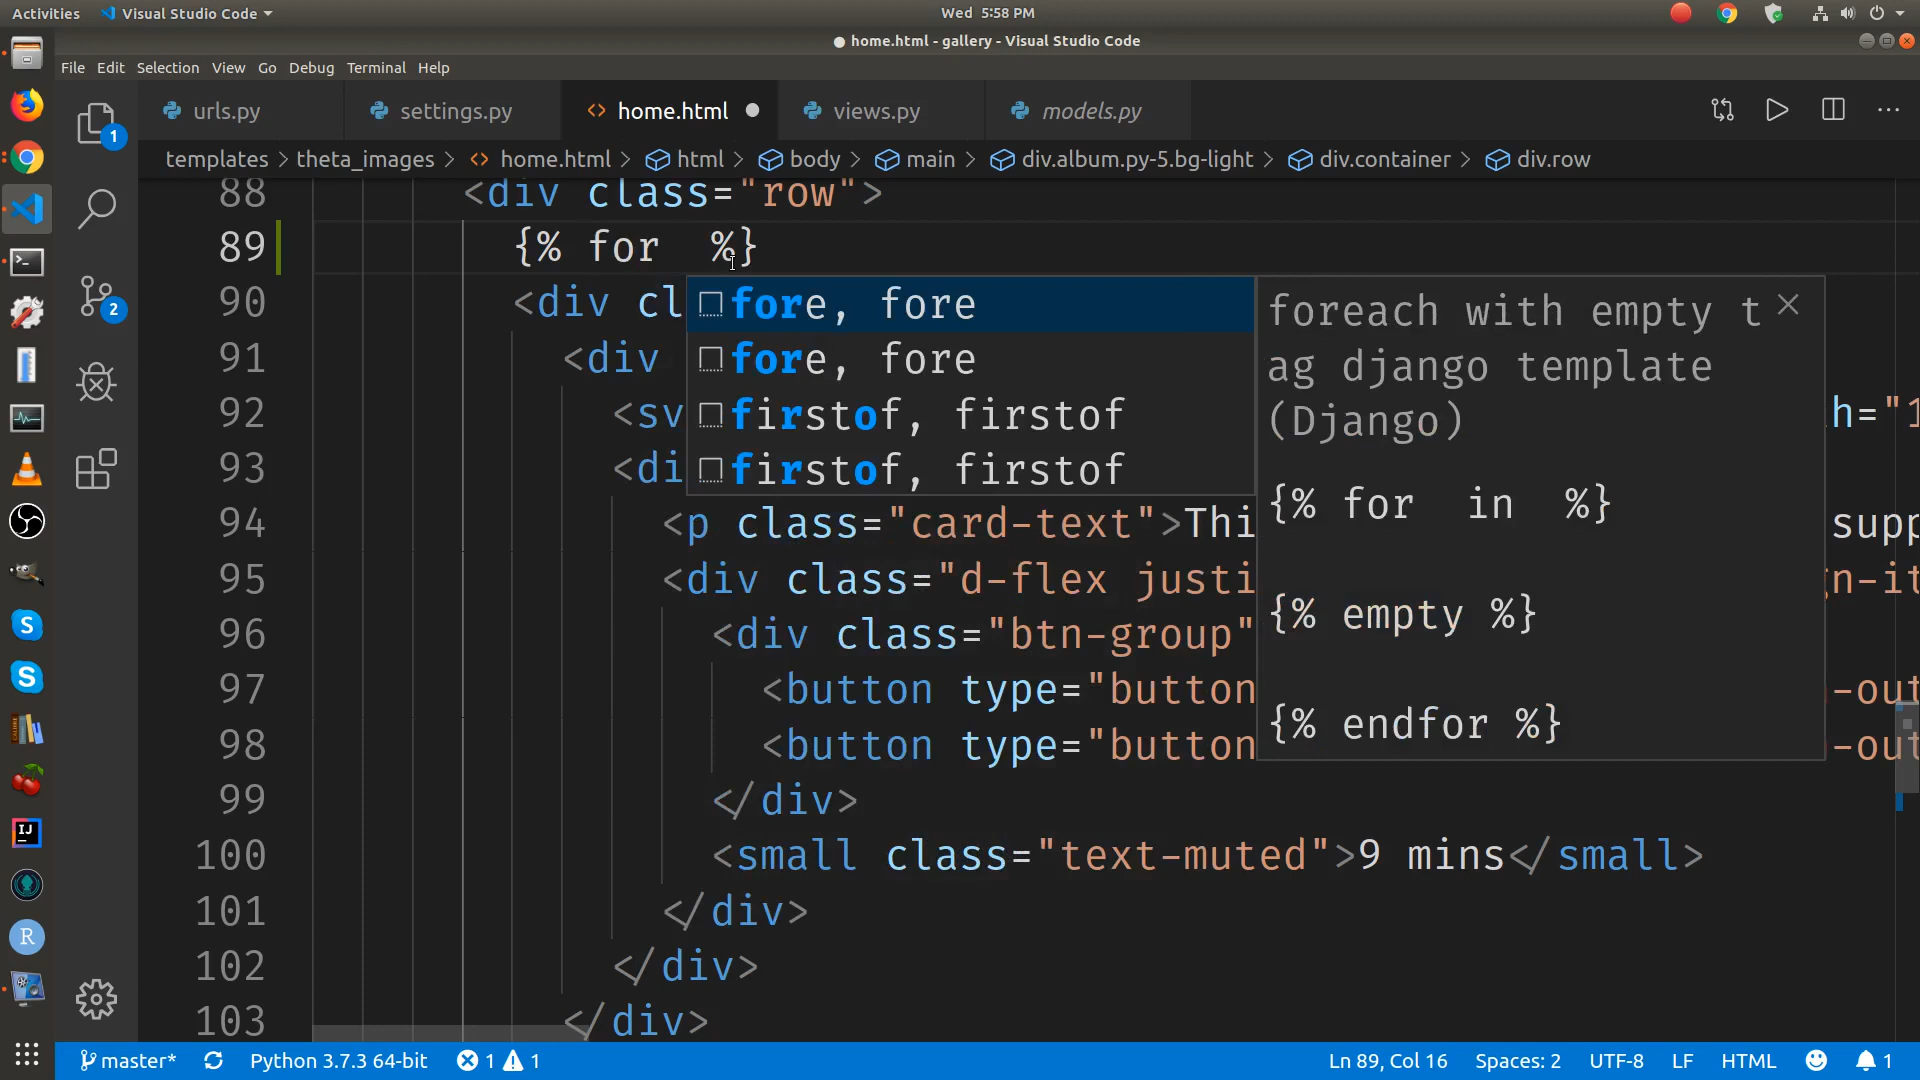 Activities Visual Studio Code Wed 5:58 PM
● home.html - gallery - Visual Studio Code
File Edit Selection View Go Debug Terminal Help
urls.py settings.py <> home.html ● views.py models.py
templates > theta_images > <> home.html > html > body > main > div.album.py-5.bg-light > div.container > div.row
88 <div class="row">
89 {% for  %}
90 <div cl
91 <div
92 <sv
93 <di
94 <p class="card-text">Thi
95 <div class="d-flex justi
96 <div class="btn-group"
97 <button type="button
98 <button type="button
99 </div>
100 <small class="text-muted">9 mins</small>
101 </div>
102 </div>
103 </div>
fore, fore
fore, fore
firstof, firstof
firstof, firstof
foreach with empty t
ag django template
(Django)
{% for  in  %}
{% empty %}
{% endfor %}
h="1
supp
n-it
-out
-out
1
2
S
S
IJ
R
master* Python 3.7.3 64-bit 1 1 Ln 89, Col 16 Spaces: 2 UTF-8 LF HTML 1